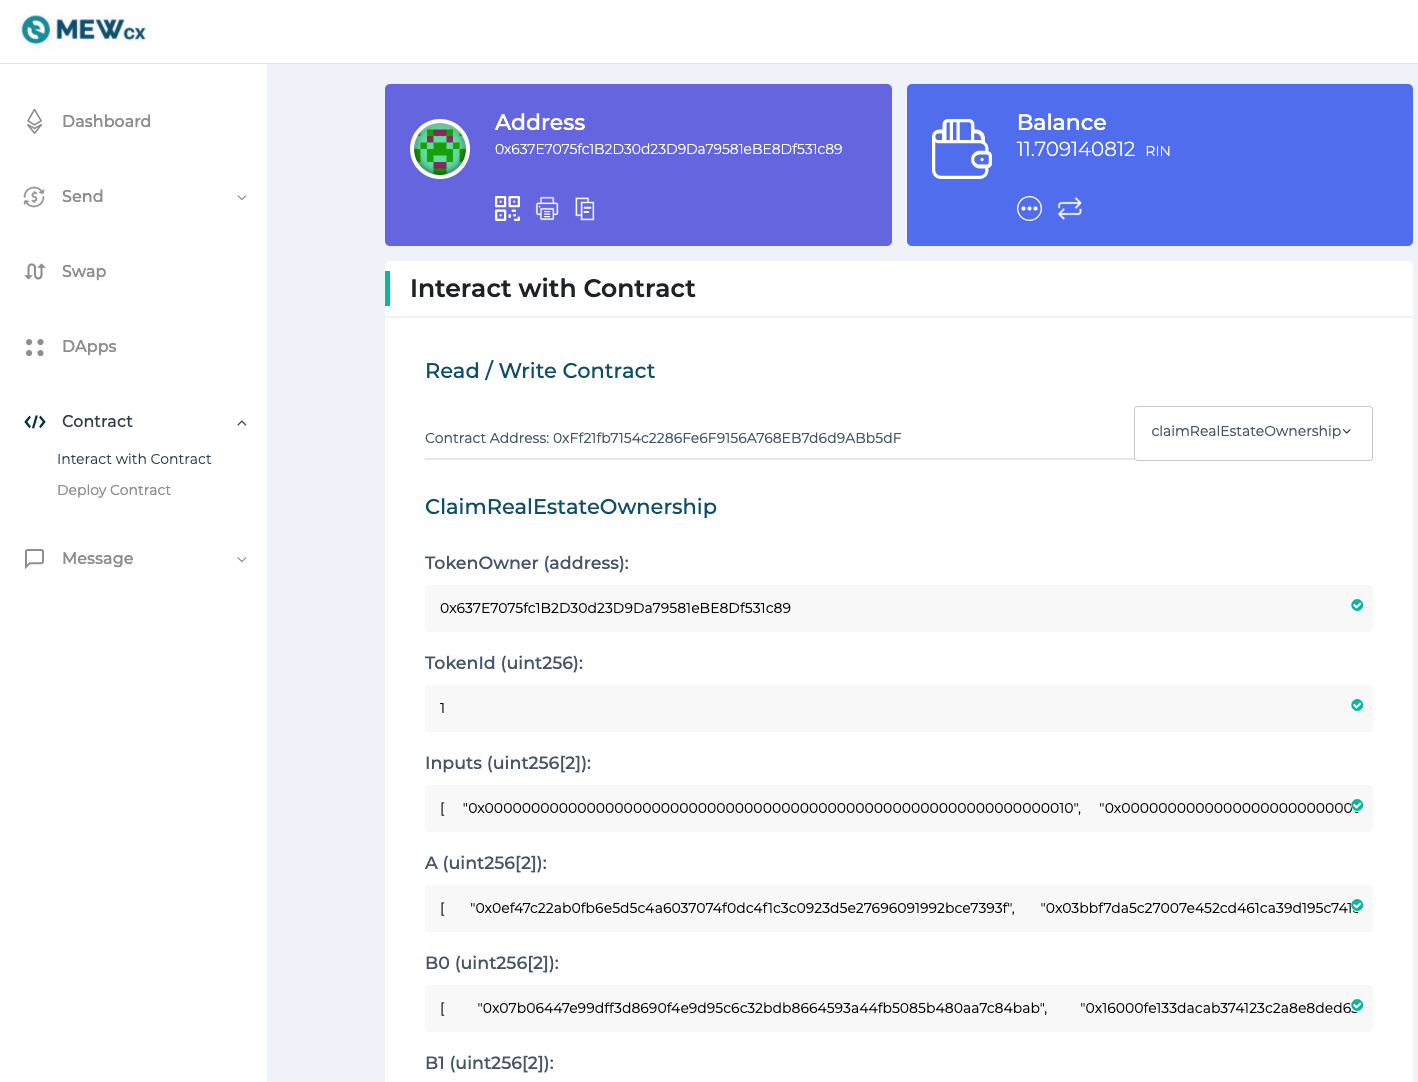 MEWcx
Dashboard
Send
Swap
DApps
Contract
Interact with Contract
Deploy Contract
Message
Address
0x637E7075fc1B2D30d23D9Da79581eBE8Df531c89
Balance
11.709140812 RIN
Interact with Contract
Read / Write Contract
Contract Address: 0xFf21fb7154c2286Fe6F9156A768EB7d6d9ABb5dF
claimRealEstateOwnership
ClaimRealEstateOwnership
TokenOwner (address):
0x637E7075fc1B2D30d23D9Da79581eBE8Df531c89
TokenId (uint256):
1
Inputs (uint256[2]):
[ "0x0000000000000000000000000000000000000000000000000000000000000010", "0x000000000000000000000000
A (uint256[2]):
[ "0x0ef47c22ab0fb6e5d5c4a6037074f0dc4f1c3c0923d5e27696091992bce7393f", "0x03bbf7da5c27007e452cd461ca39d195c741
B0 (uint256[2]):
[ "0x07b06447e99dff3d8690f4e9d95c6c32bdb8664593a44fb5085b480aa7c84bab", "0x16000fe133dacab374123c2a8e8ded6
B1 (uint256[2]):